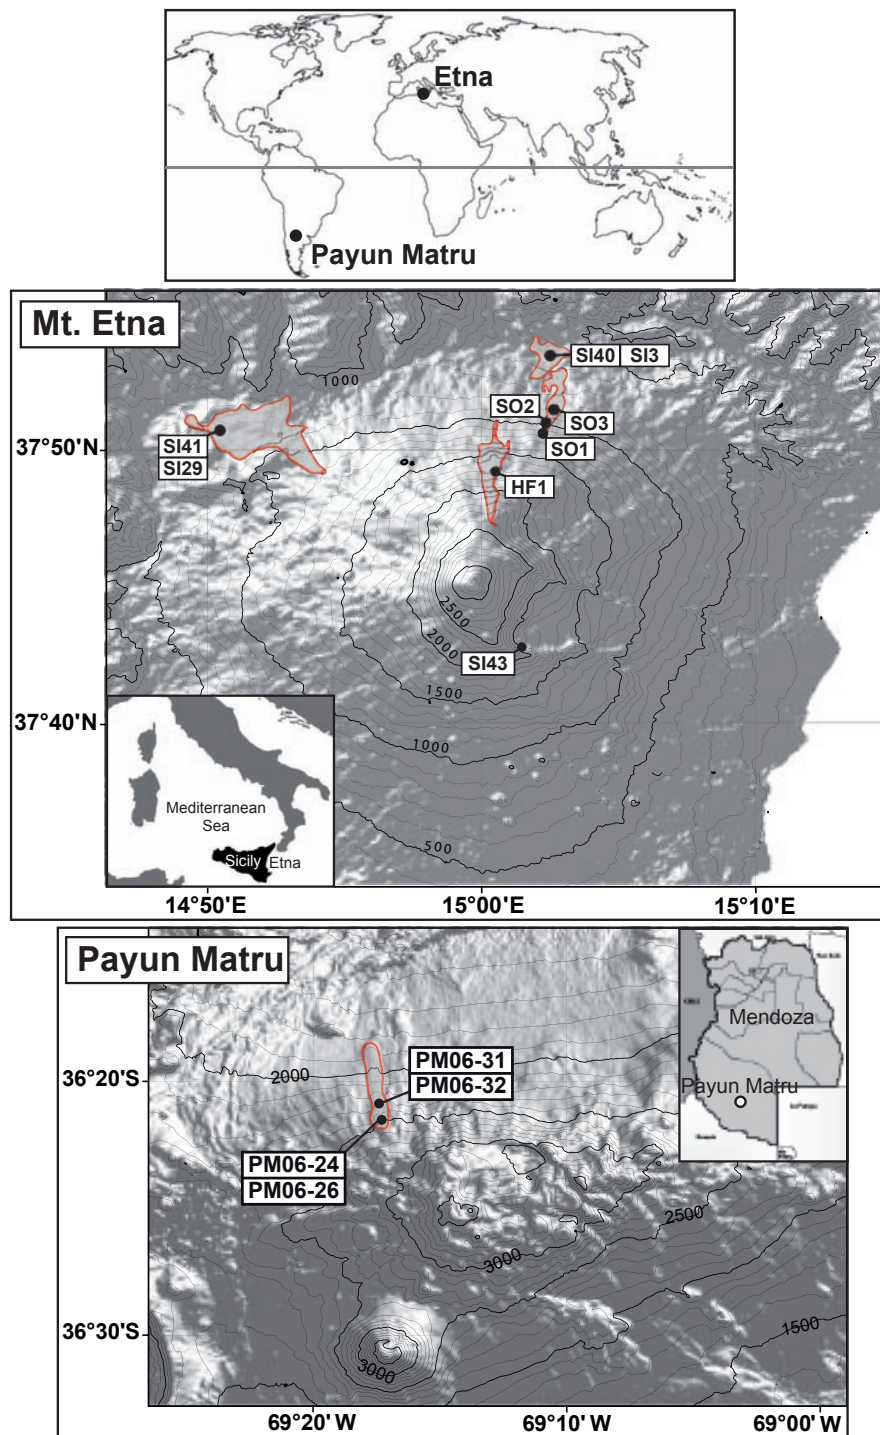 Etna
Payun Matru
Mt. Etna
1000
SI40 SI3
SO2
SO3
SO1
37°50'N
SI41
SI29
HF1
2500
2000
SI43
1500
37°40'N
1000
Mediterranean
Sea
Sicily Etna
500
14°50'E 15°00'E 15°10'E
Payun Matru
Mendoza
PM06-31
2000
36°20'S
PM06-32
Payun Matru
PM06-24
PM06-26
2500
3000
36°30'S
1500
3000
69°20' W 69°10' W 69°00' W